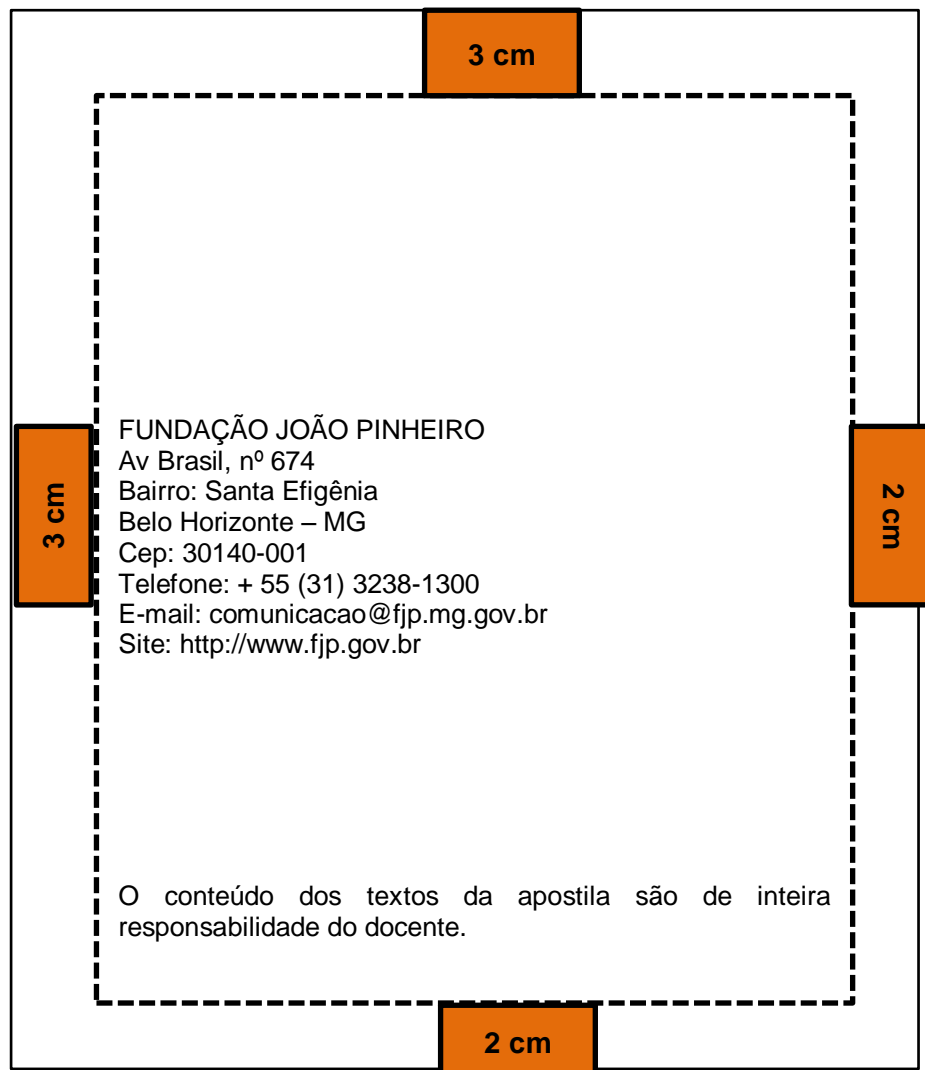 3 cm
FUNDAÇÃO JOÃO PINHEIRO
Av Brasil, nº 674
Bairro: Santa Efigênia
Belo Horizonte – MG
Cep: 30140-001
Telefone: + 55 (31) 3238-1300
E-mail: comunicacao@fjp.mg.gov.br
Site: http://www.fjp.gov.br
3 cm
2 cm
O conteúdo dos textos da apostila são de inteira
responsabilidade do docente.
2 cm